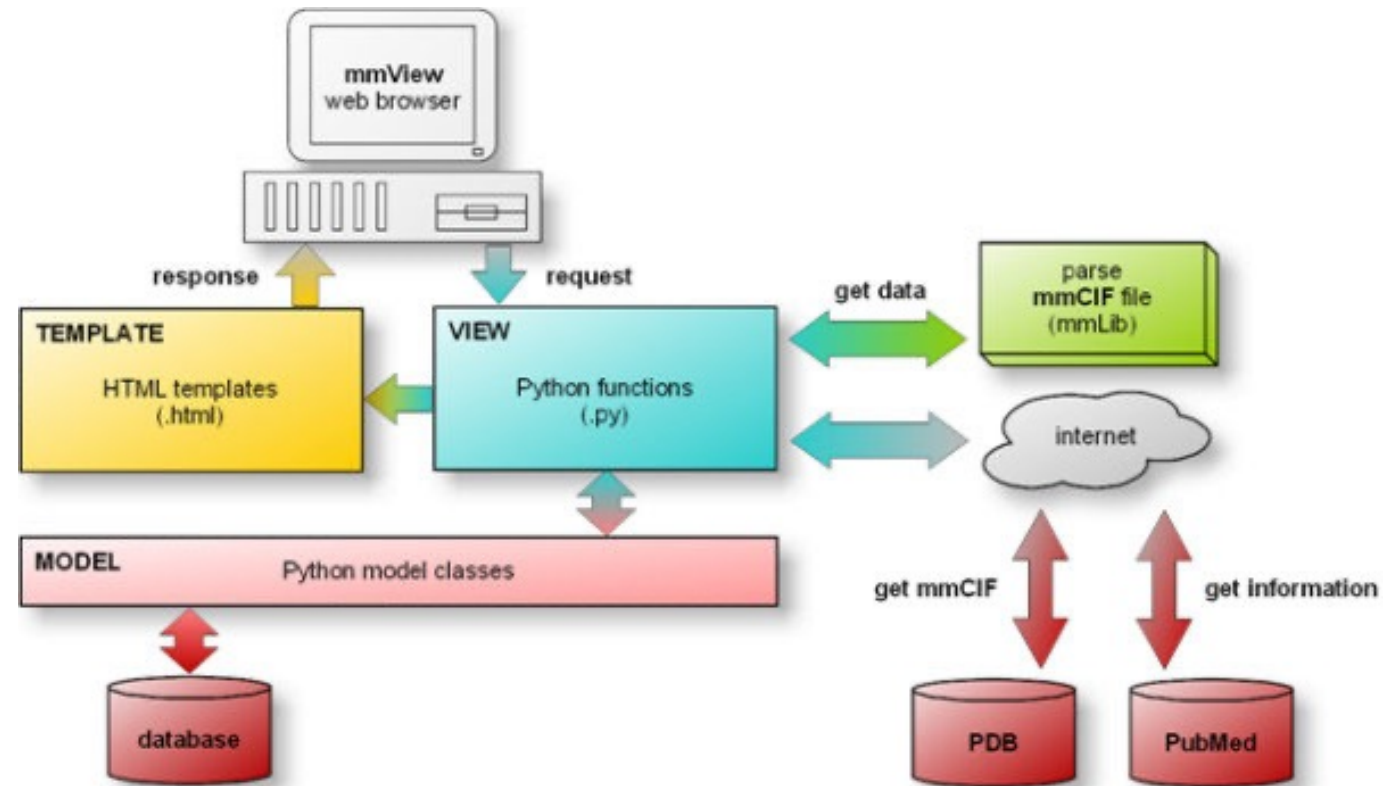 mmView
web browser
response
request
get data
parse
mmCIF file
(mmLib)
TEMPLATE
HTML templates
(.html)
VIEW
Python functions
(.py)
internet
MODEL
Python model classes
get mmCIF
get information
database
PDB
PubMed